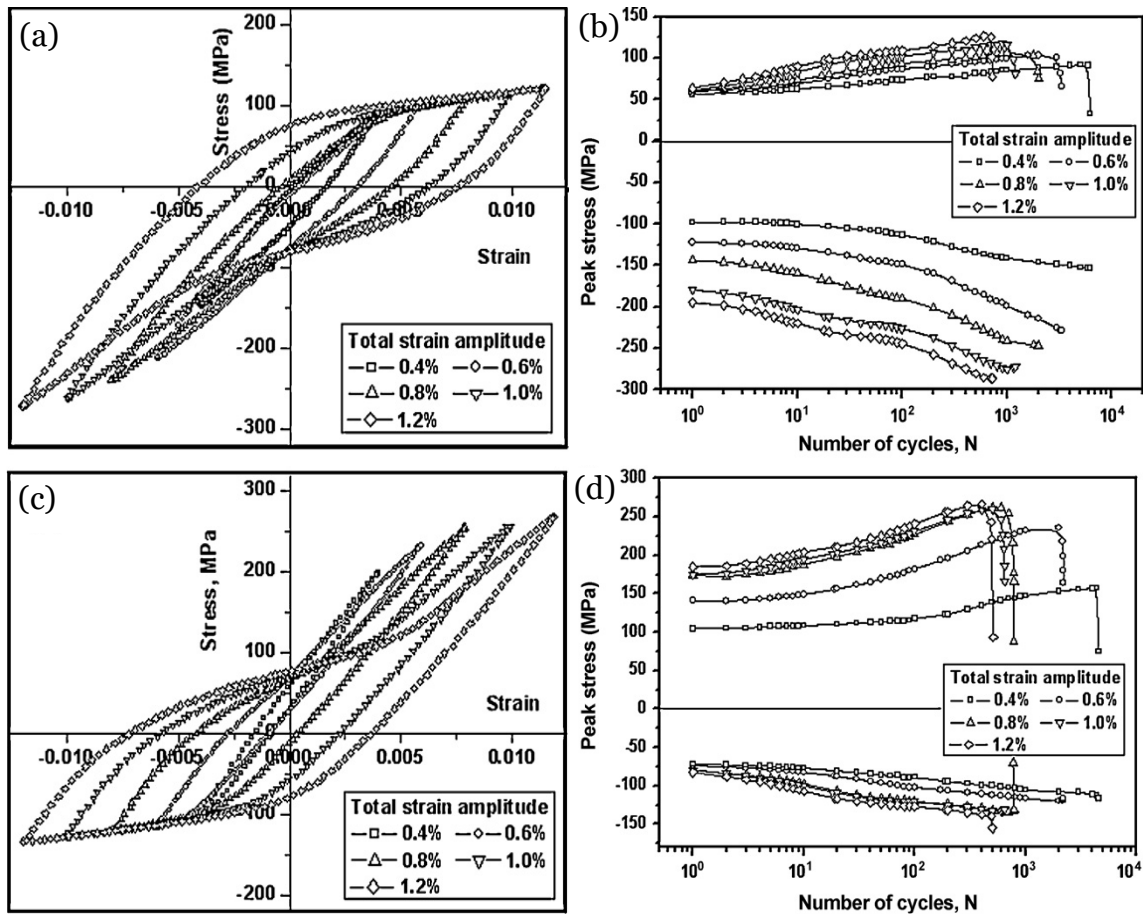 (a)
Stress (MPa)
200
100
0
-100
-200
-300
-0.010
-0.005
0.000
0.005
0.010
Strain
Total strain amplitude
0.4% 0.6%
0.8% 1.0%
1.2%
(b)
Peak stress (MPa)
150
100
50
0
-50
-100
-150
-200
-250
-300
Total strain amplitude
0.4% 0.6%
0.8% 1.0%
1.2%
10^0 10^1 10^2 10^3 10^4
Number of cycles, N
(c)
Stress, MPa
300
200
100
-100
-200
-0.010
-0.005
0.000
0.005
0.010
Strain
Total strain amplitude
0.4% 0.6%
0.8% 1.0%
1.2%
(d)
Peak stress (MPa)
300
250
200
150
100
50
0
-50
-100
-150
Total strain amplitude
0.4% 0.6%
0.8% 1.0%
1.2%
10^0 10^1 10^2 10^3 10^4
Number of cycles, N